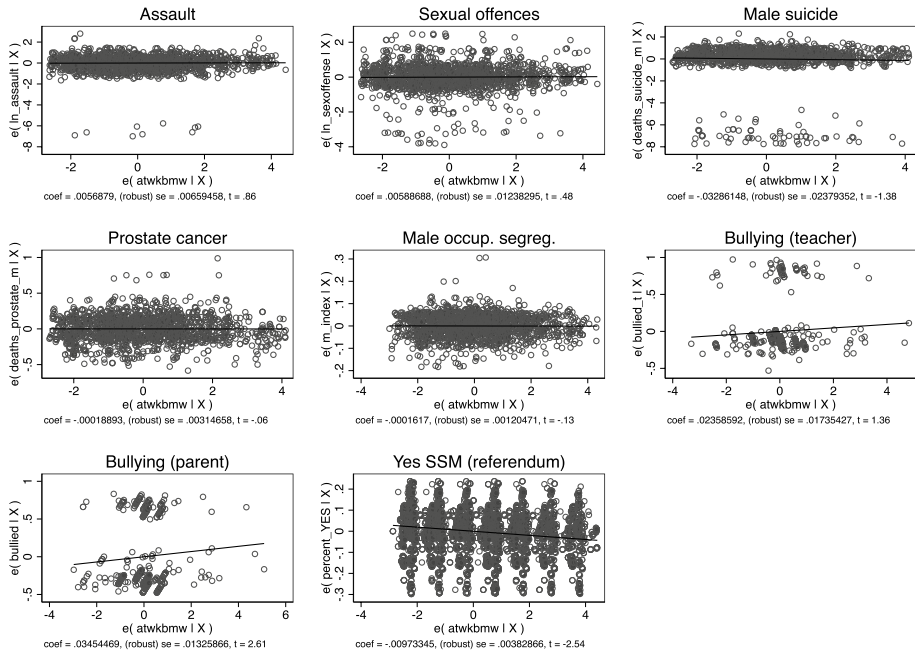 Assault
e( ln_assault | X )
2
0
-2
-4
-6
-8
-2 0 2 4
e( atwkbmw | X )
coef = .0056879, (robust) se = .00659458, t = .86
Sexual offences
e( ln_sexoffense | X )
2
0
-2
-4
-2 0 2 4
e( atwkbmw | X )
coef = .00588688, (robust) se = .01238295, t = .48
Male suicide
e( deaths_suicide_m | X )
2
0
-2
-4
-6
-8
-2 0 2 4
e( atwkbmw | X )
coef = -.03286148, (robust) se = .02379352, t = -1.38
Prostate cancer
e( deaths_prostate_m | X )
1
.5
0
-.5
-2 0 2 4
e( atwkbmw | X )
coef = -.00018893, (robust) se = .00314658, t = -.06
Male occup. segreg.
e( m_index | X )
.3
.2
.1
0
-.1
-.2
-4 -2 0 2 4
e( atwkbmw | X )
coef = -.0001617, (robust) se = .00120471, t = -.13
Bullying (teacher)
e( bullied_t | X )
1
.5
0
-.5
-4 -2 0 2 4
e( atwkbmw | X )
coef = .02358592, (robust) se = .01735427, t = 1.36
Bullying (parent)
e( bullied | X )
1
.5
0
-.5
-4 -2 0 2 4 6
e( atwkbmw | X )
coef = .03454469, (robust) se = .01325866, t = 2.61
Yes SSM (referendum)
e( percent_YES | X )
.2
.1
0
-.1
-.2
-.3
-4 -2 0 2 4
e( atwkbmw | X )
coef = -.00973345, (robust) se = .00382866, t = -2.54